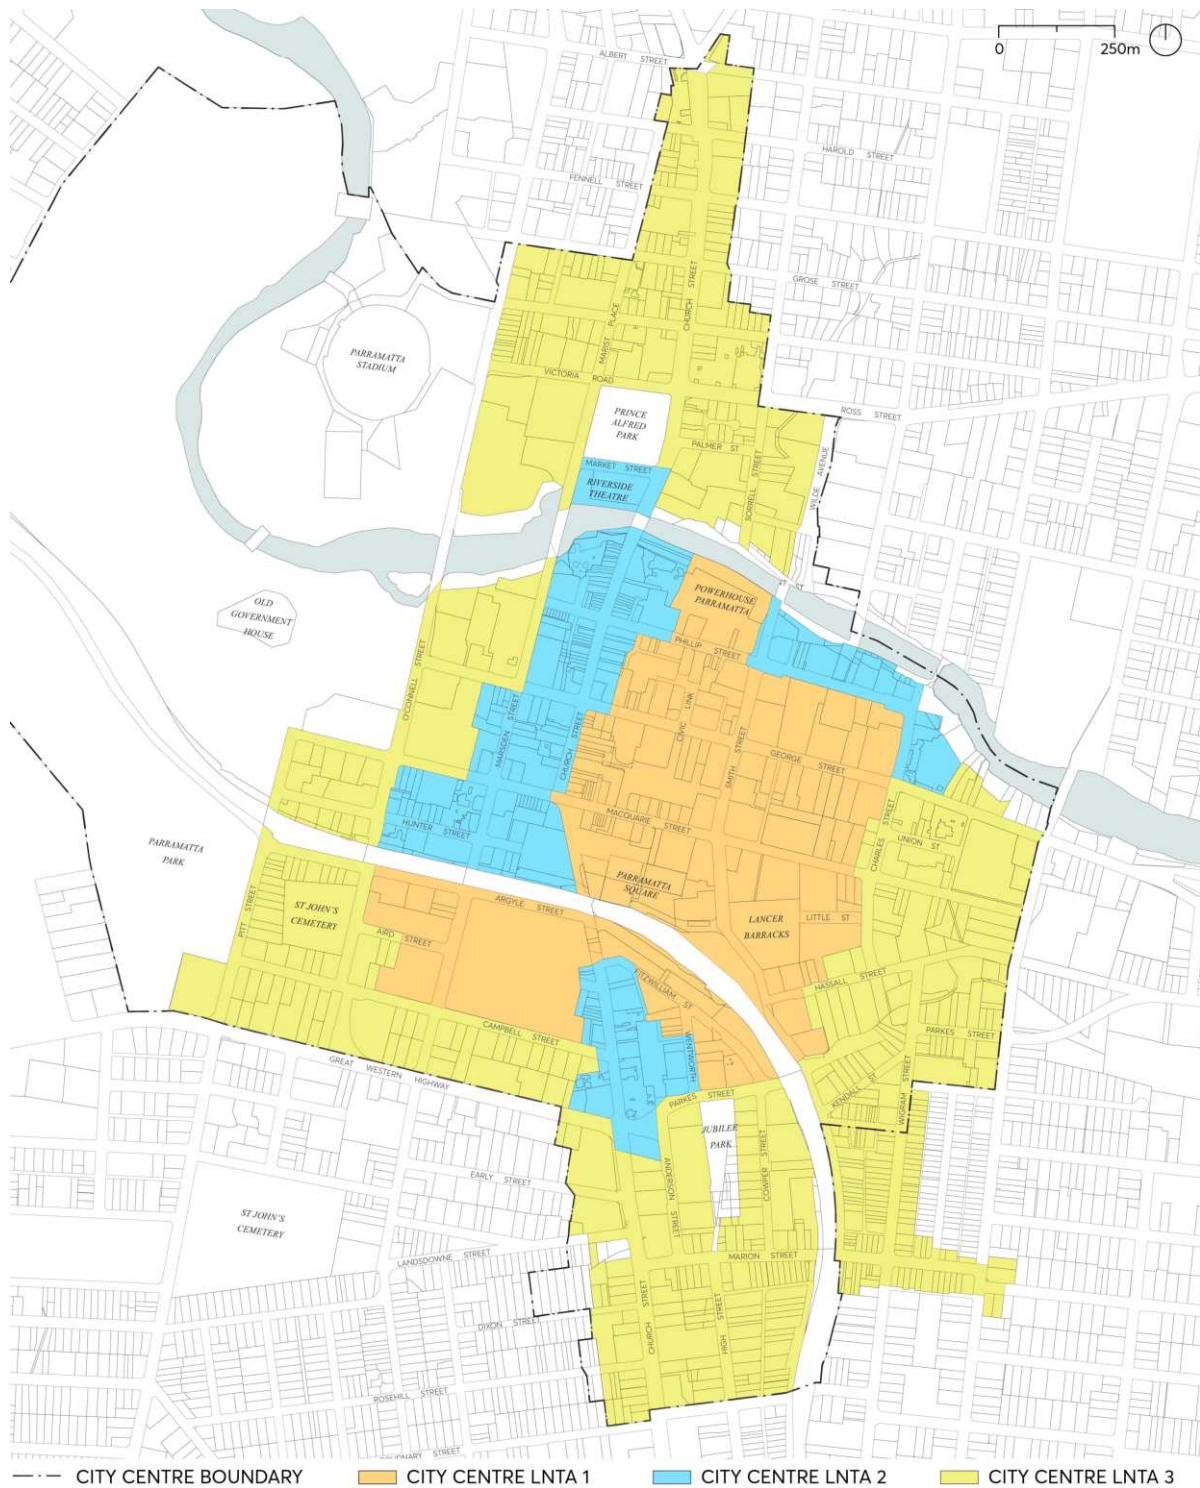 0 250m
ALBERT STREET
HAROLD STREET
FENNELL STREET
GROSE STREET
CHURCH STREET
MARIST PLACE
PARRAMATTA
STADIUM
VICTORIA ROAD
PRINCE
ALFRED
PARK
ROSS STREET
PALMER ST
MARKET STREET
RIVERSIDE
THEATRE
SORRELL STREET
WILDE AVENUE
POWERHOUSE
PARRAMATTA
ST
OLD
GOVERNMENT
HOUSE
PHILLIP STREET
O'CONNELL STREET
MARSDEN STREET
CHURCH STREET
CIVIC LINK
SMITH STREET
GEORGE STREET
HUNTER STREET
MACQUARIE STREET
CHARLES STREET
UNION ST
PARRAMATTA
PARK
PARRAMATTA
SQUARE
PITT STREET
ST JOHN'S
CEMETERY
ARGYLE STREET
LITTLE ST
LANCER
BARRACKS
AIRD STREET
HASSALL STREET
FITZWILLIAM ST
CAMPBELL STREET
PARKES STREET
WENTWORTH
ST
GREAT WESTERN HIGHWAY
KENDALL ST
WIGRAM STREET
PARKES STREET
JUBILEE
PARK
EARLY STREET
ANDERSON STREET
COWPER STREET
ST JOHN'S
CEMETERY
LANDSDOWNE STREET
MARION STREET
CHURCH STREET
HIGH STREET
DIXON STREET
ROSEHILL STREET
STREET
CITY CENTRE BOUNDARY CITY CENTRE LNTA 1 CITY CENTRE LNTA 2 CITY CENTRE LNTA 3